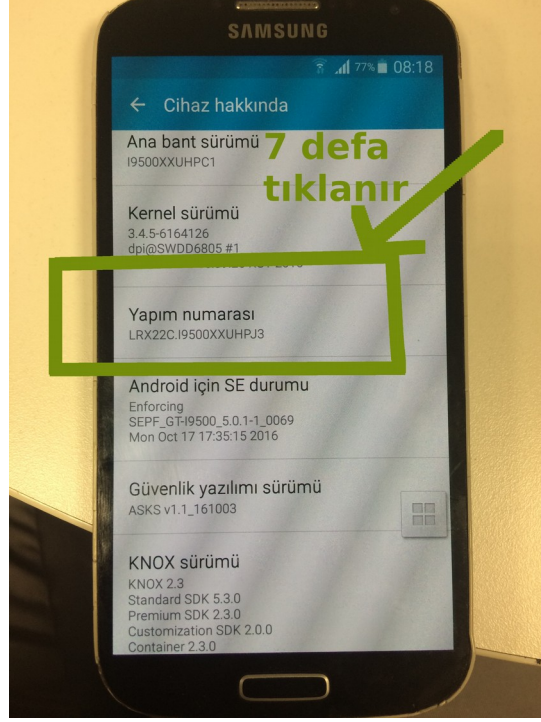 SAMSUNG
77% 08:18
Cihaz hakkında
Ana bant sürümü
I9500XXUHPC1
7 defa
tıklanır
Kernel sürümü
3.4.5-6164126
dpi@SWDD6805 #1
Yapım numarası
LRX22C.I9500XXUHPJ3
Android için SE durumu
Enforcing
SEPF_GT-I9500_5.0.1-1_0069
Mon Oct 17 17:35:15 2016
Güvenlik yazılımı sürümü
ASKS v1.1_161003
KNOX sürümü
KNOX 2.3
Standard SDK 5.3.0
Premium SDK 2.3.0
Customization SDK 2.0.0
Container 2.3.0